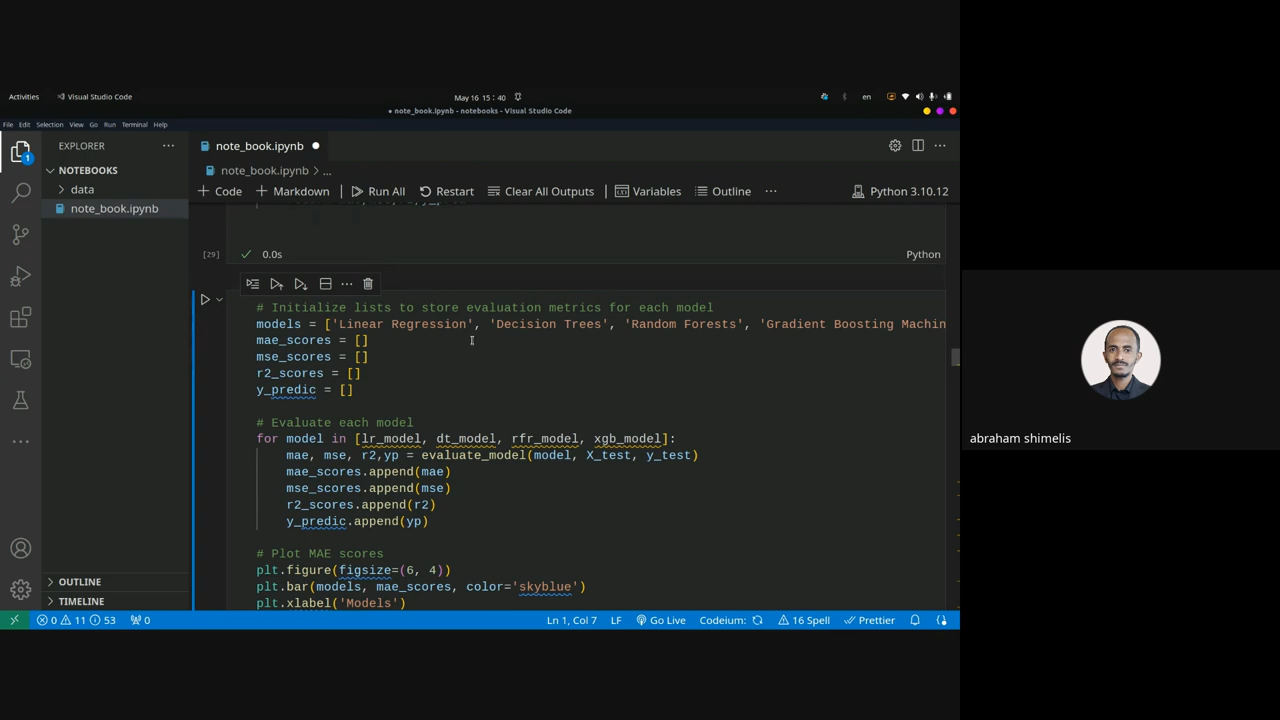 Activities
Visual Studio Code
May 16 15:40
en
● note_book.ipynb - notebooks - Visual Studio Code
File Edit Selection View Go Run Terminal Help
EXPLORER
note_book.ipynb
NOTEBOOKS
note_book.ipynb > ...
data
+ Code + Markdown Run All Restart Clear All Outputs Variables Outline ... Python 3.10.12
note_book.ipynb
[29] 0.0s Python
# Initialize lists to store evaluation metrics for each model
models = ['Linear Regression', 'Decision Trees', 'Random Forests', 'Gradient Boosting Machin
mae_scores = []
mse_scores = []
r2_scores = []
y_predic = []
# Evaluate each model
for model in [lr_model, dt_model, rfr_model, xgb_model]:
mae, mse, r2,yp = evaluate_model(model, X_test, y_test)
mae_scores.append(mae)
mse_scores.append(mse)
r2_scores.append(r2)
y_predic.append(yp)
# Plot MAE scores
plt.figure(figsize=(6, 4))
plt.bar(models, mae_scores, color='skyblue')
plt.xlabel('Models')
OUTLINE
TIMELINE
0 11 53 0 Ln 1, Col 7 LF Go Live Codeium: 16 Spell Prettier
abraham shimelis